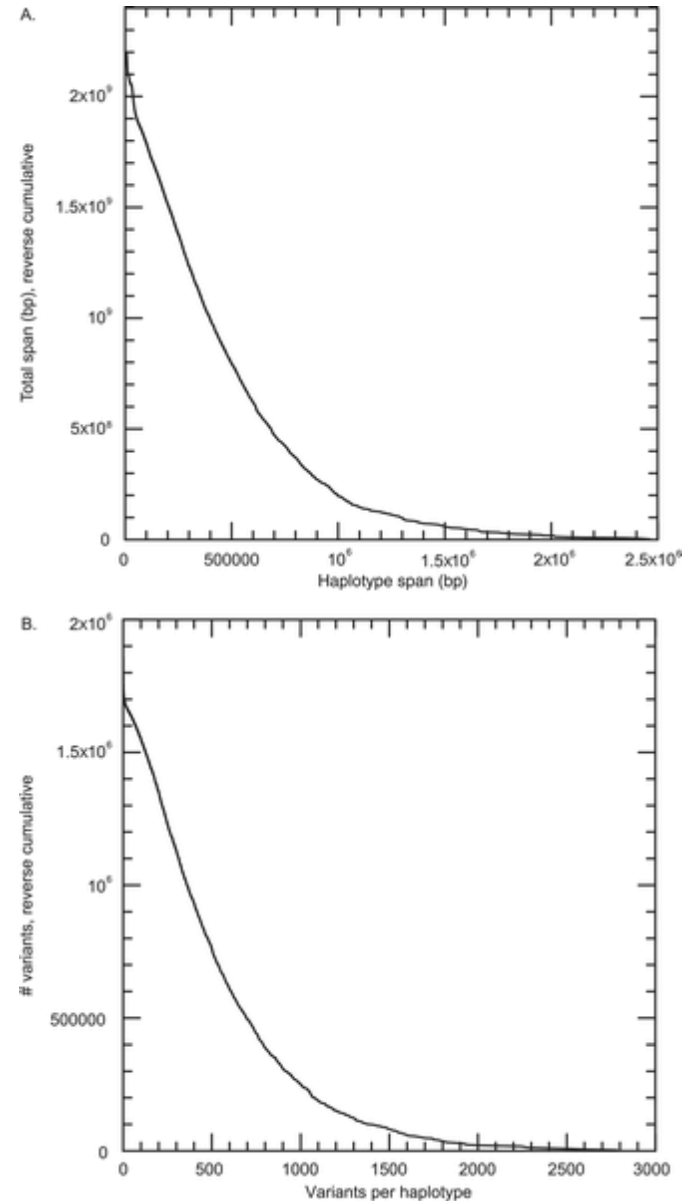 A.
Total span (bp), reverse cumulative
2x10⁹
1.5x10⁹
10⁹
5x10⁸
0
0 500000 10⁶ 1.5x10⁶ 2x10⁶ 2.5x10⁶
Haplotype span (bp)
B.
# variants, reverse cumulative
2x10⁶
1.5x10⁶
10⁶
500000
0
0 500 1000 1500 2000 2500 3000
Variants per haplotype